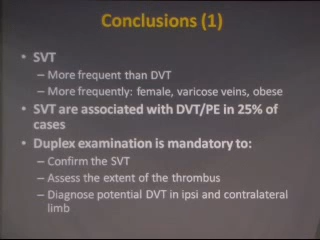 Conclusions (1)
• SVT
– More frequent than DVT
– More frequently: female, varicose veins, obese
• SVT are associated with DVT/PE in 25% of
cases
• Duplex examination is mandatory to:
– Confirm the SVT
– Assess the extent of the thrombus
– Diagnose potential DVT in ipsi and contralateral
limb